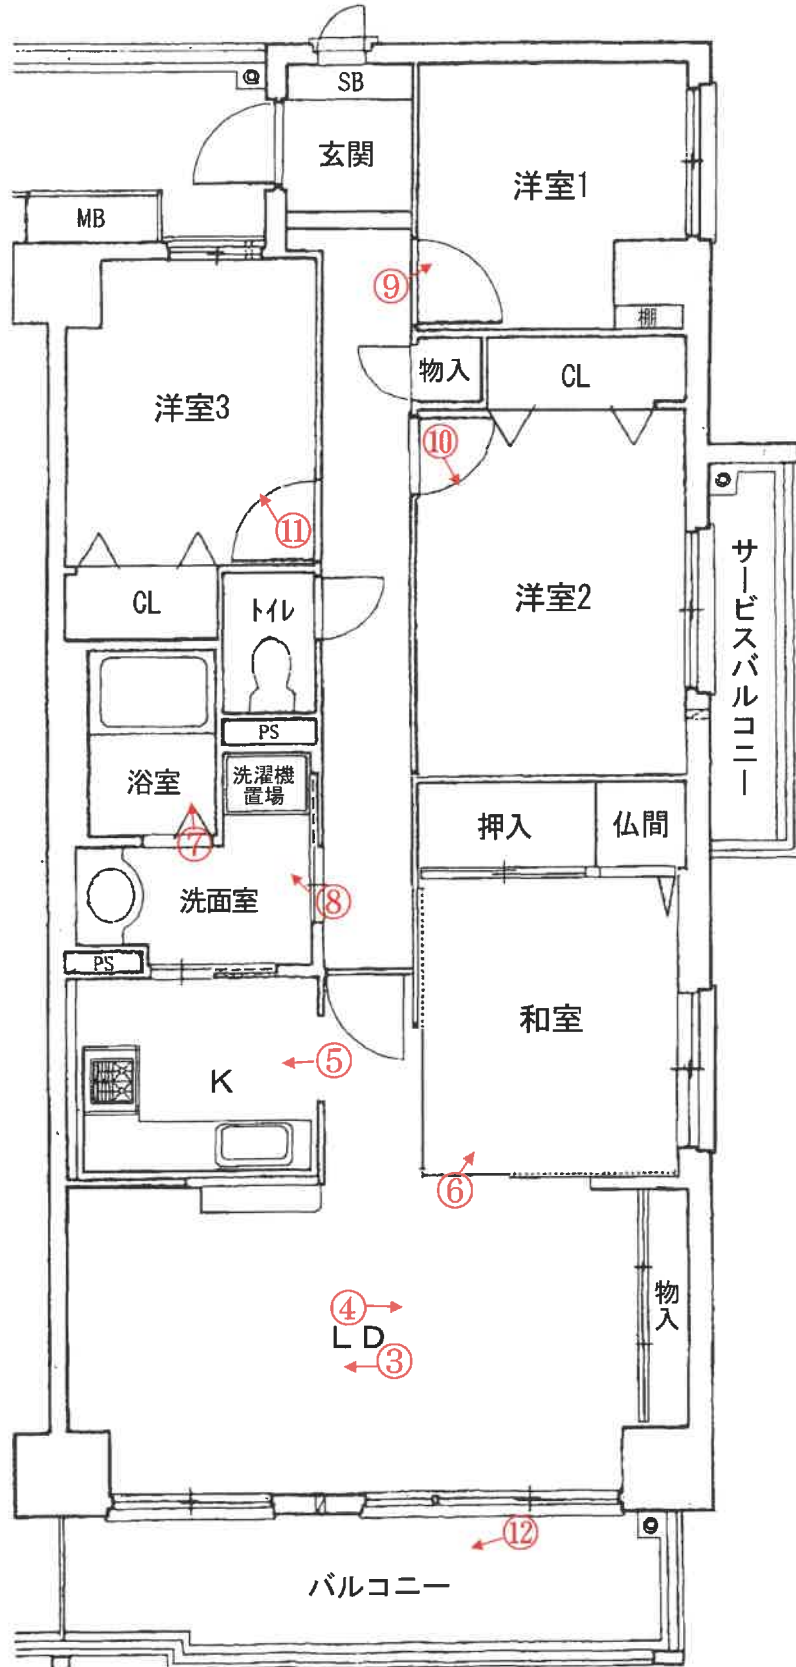 SB
玄関
洋室1
MB
⑨
棚
物入
CL
洋室3
⑩
⑪
サービスバルコニー
CL
トイレ
洋室2
PS
浴室
洗濯機
置場
押入
仏間
⑦
洗面室
⑧
PS
和室
K
⑤
⑥
④
LD
③
物入
⑫
バルコニー